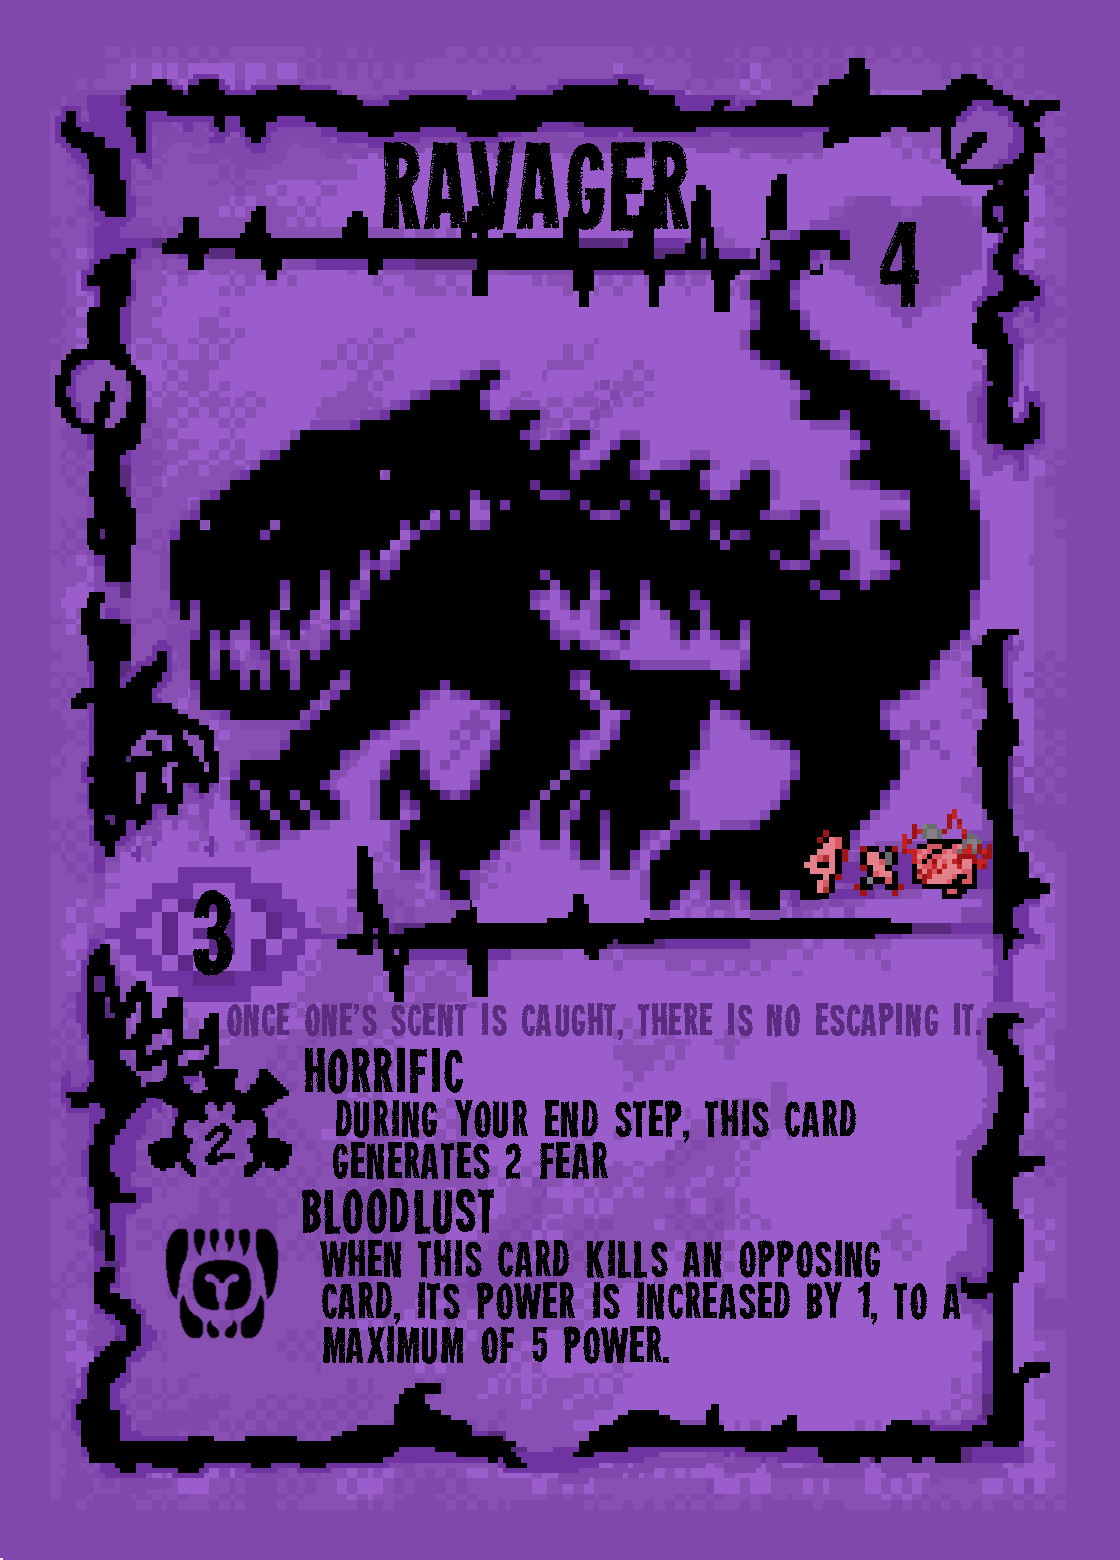 RAVAGER
4
4 x
3
ONCE ONE'S SCENT IS CAUGHT, THERE IS NO ESCAPING IT.
HORRIFIC
2
DURING YOUR END STEP, THIS CARD
GENERATES 2 FEAR
BLOODLUST
WHEN THIS CARD KILLS AN OPPOSING
CARD, ITS POWER IS INCREASED BY 1, TO A
MAXIMUM OF 5 POWER.